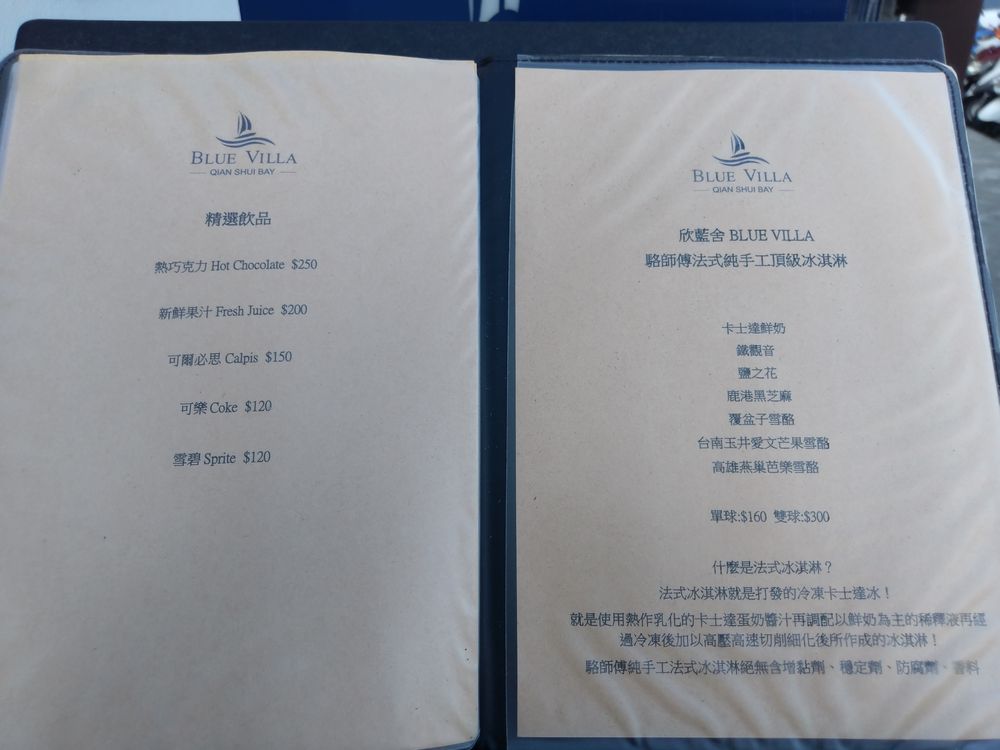 BLUE VILLA
QIAN SHUI BAY
精選飲品
熱巧克力 Hot Chocolate $250
新鮮果汁 Fresh Juice $200
可爾必思 Calpis $150
可樂 Coke $120
雪碧 Sprite $120
BLUE VILLA
QIAN SHUI BAY
欣藍舍 BLUE VILLA
駱師傅法式純手工頂級冰淇淋
卡士達鮮奶
鐵觀音
鹽之花
鹿港黑芝麻
覆盆子雪酪
台南玉井愛文芒果雪酪
高雄燕巢芭樂雪酪
單球:$160 雙球:$300
什麼是法式冰淇淋？
法式冰淇淋就是打發的冷凍卡士達冰！
就是使用熱作乳化的卡士達蛋奶醬汁再調配以鮮奶為主的稀釋液再經
過冷凍後加以高壓高速切削細化後所作成的冰淇淋！
駱師傅純手工法式冰淇淋絕無含增黏劑、穩定劑、防腐劑、香料